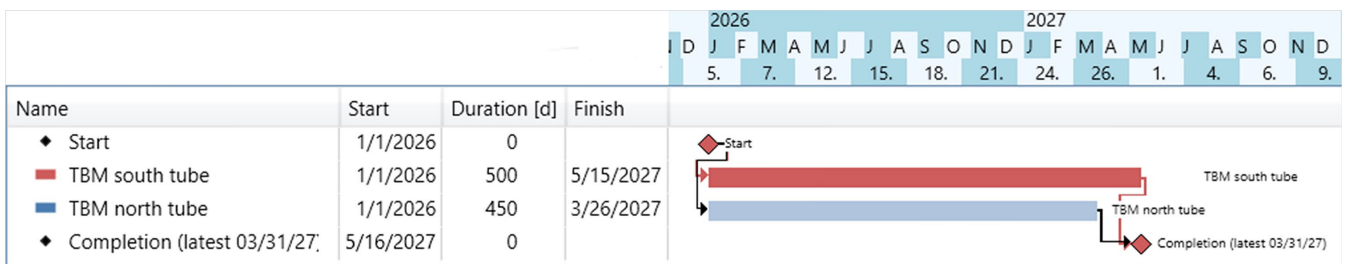 2026 2027
D J F M A M J J A S O N D J F M A M J J A S O N D
5. 7. 12. 15. 18. 21. 24. 26. 1. 4. 6. 9.
Name Start Duration [d] Finish
Start 1/1/2026 0 Start
TBM south tube 1/1/2026 500 5/15/2027 TBM south tube
TBM north tube 1/1/2026 450 3/26/2027 TBM north tube
Completion (latest 03/31/27) 5/16/2027 0 Completion (latest 03/31/27)